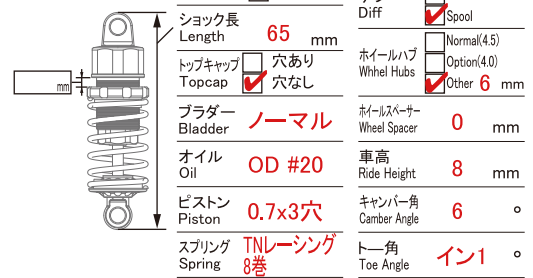 ショック長
Length 65 mm
トップキャップ 穴あり
Topcap 穴なし
mm
ブラダー
Bladder ノーマル
オイル
Oil OD #20
ピストン
Piston 0.7x3穴
スプリング TNレーシング
Spring 8巻
Diff Spool
Normal(4.5)
ホイールハブ Option(4.0)
Whhel Hubs Other 6 mm
ホイールスペーサー
Wheel Spacer 0 mm
車高
Ride Height 8 mm
キャンバー角
Camber Angle 6 °
トー角
Toe Angle イン1 °